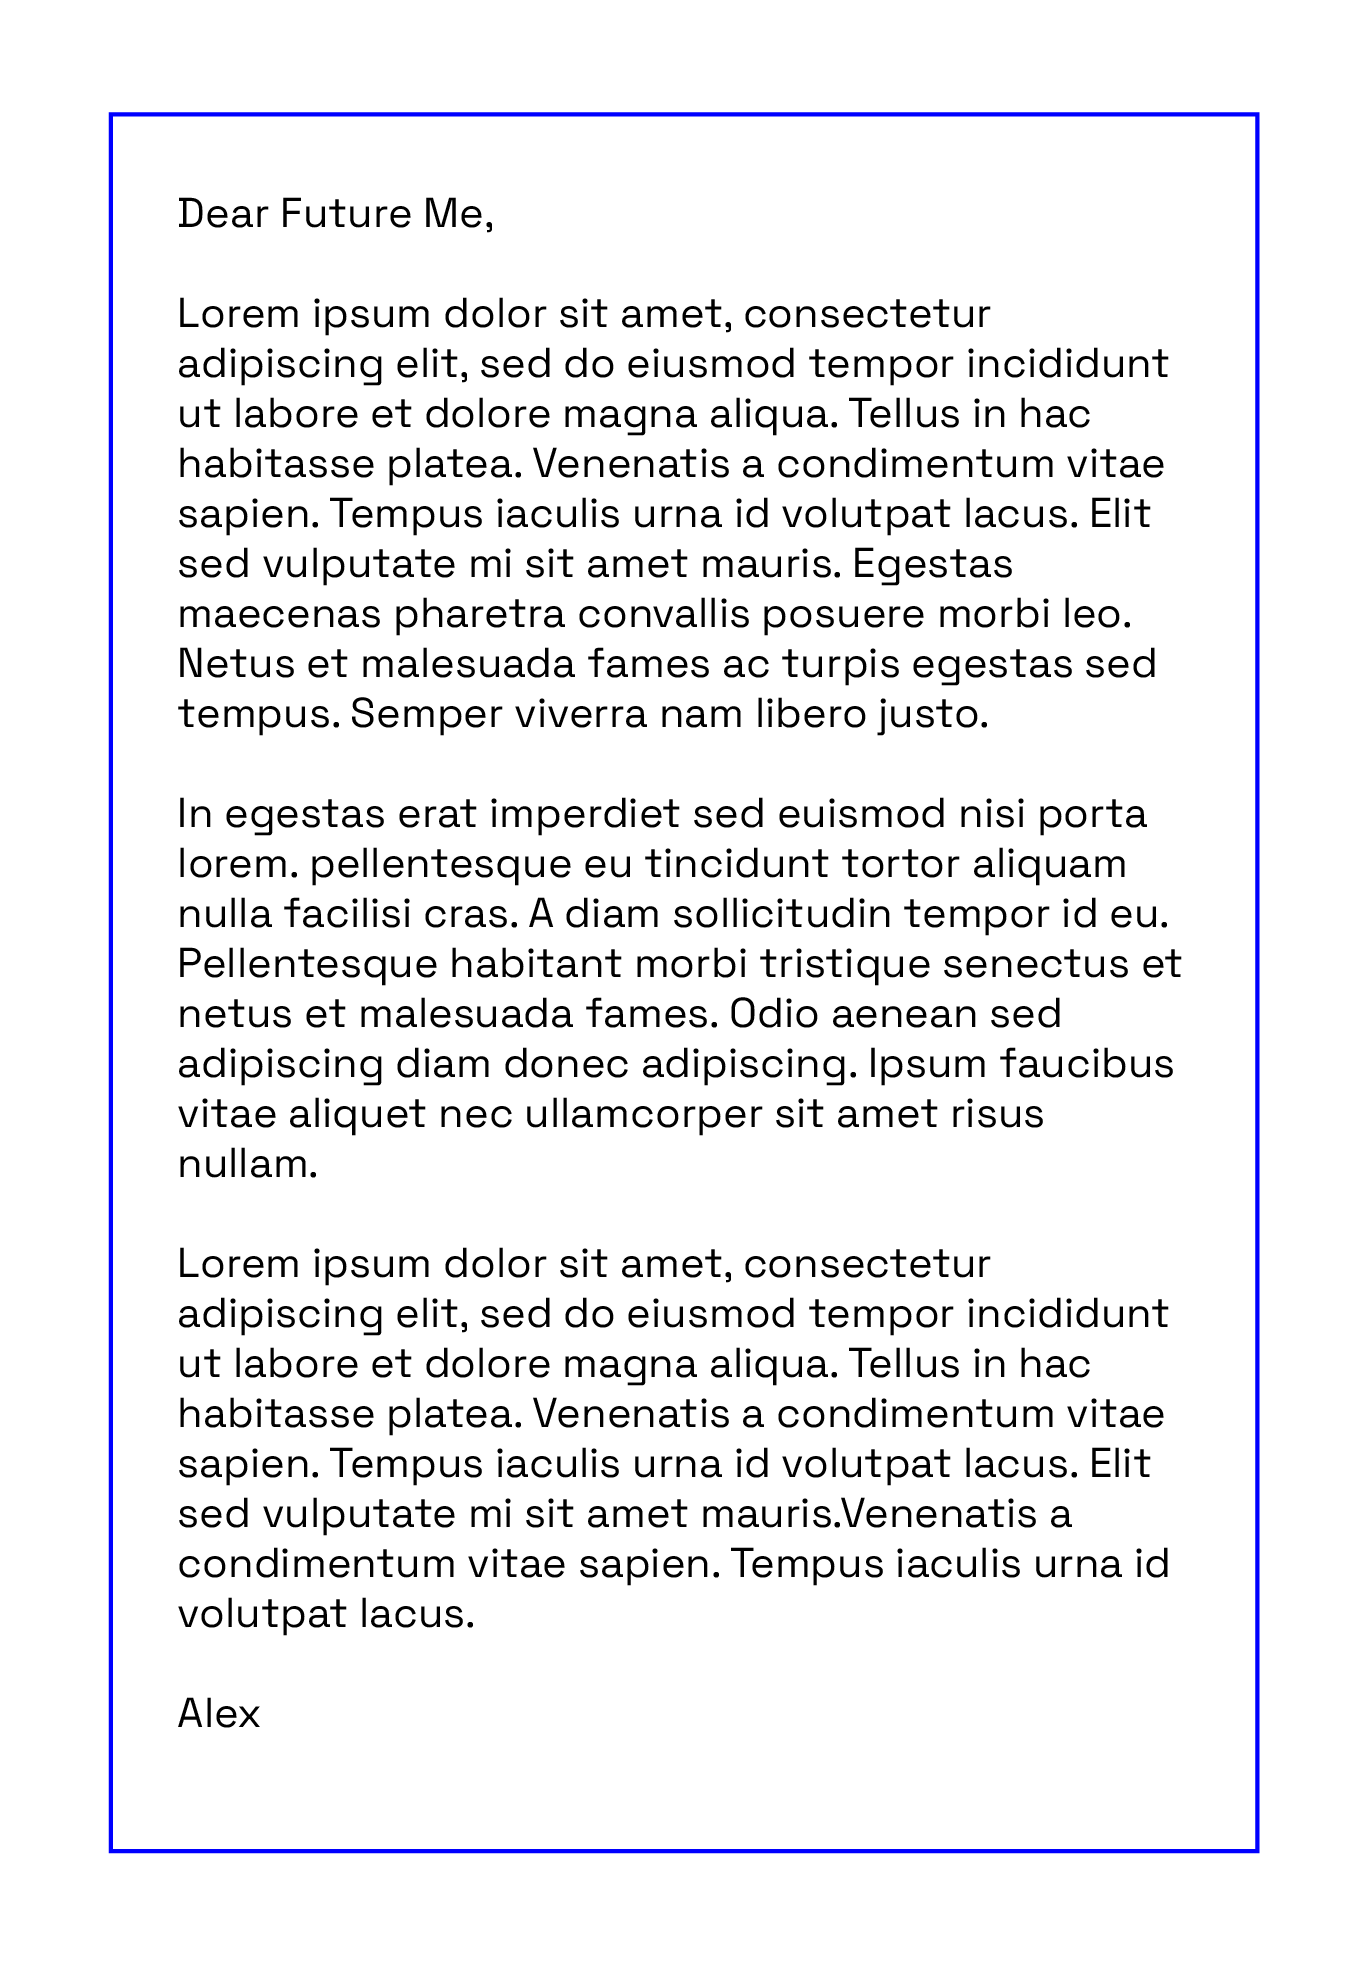 Dear Future Me,
Lorem ipsum dolor sit amet, consectetur
adipiscing elit, sed do eiusmod tempor incididunt
ut labore et dolore magna aliqua. Tellus in hac
habitasse platea. Venenatis a condimentum vitae
sapien. Tempus iaculis urna id volutpat lacus. Elit
sed vulputate mi sit amet mauris. Egestas
maecenas pharetra convallis posuere morbi leo.
Netus et malesuada fames ac turpis egestas sed
tempus. Semper viverra nam libero justo.
In egestas erat imperdiet sed euismod nisi porta
lorem. pellentesque eu tincidunt tortor aliquam
nulla facilisi cras. A diam sollicitudin tempor id eu.
Pellentesque habitant morbi tristique senectus et
netus et malesuada fames. Odio aenean sed
adipiscing diam donec adipiscing. Ipsum faucibus
vitae aliquet nec ullamcorper sit amet risus
nullam.
Lorem ipsum dolor sit amet, consectetur
adipiscing elit, sed do eiusmod tempor incididunt
ut labore et dolore magna aliqua. Tellus in hac
habitasse platea. Venenatis a condimentum vitae
sapien. Tempus iaculis urna id volutpat lacus. Elit
sed vulputate mi sit amet mauris.Venenatis a
condimentum vitae sapien. Tempus iaculis urna id
volutpat lacus.
Alex